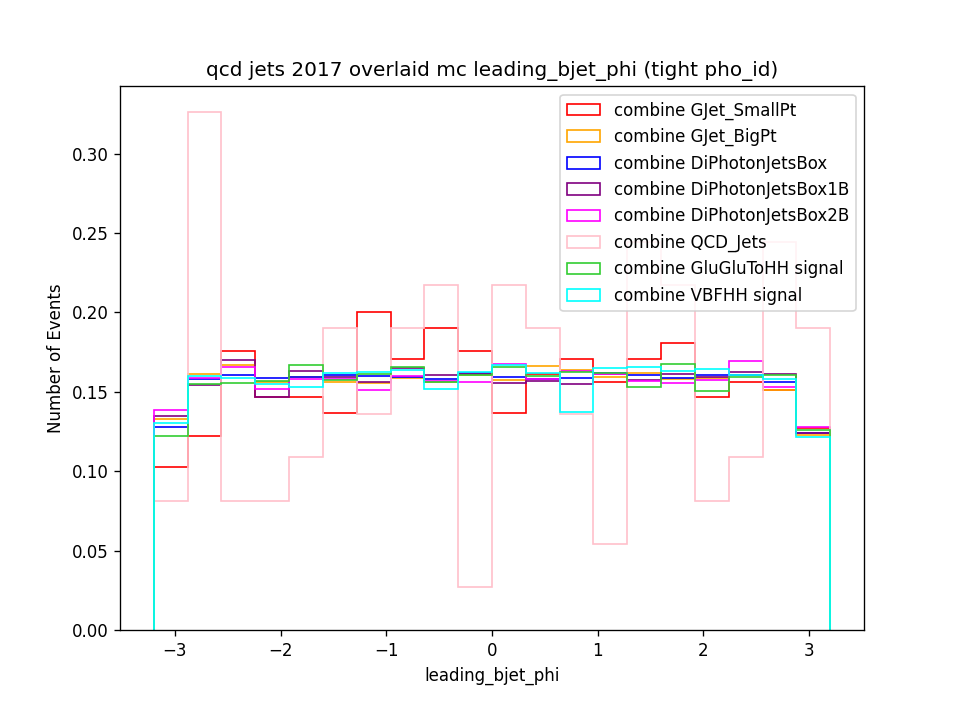 qcd jets 2017 overlaid mc leading_bjet_phi (tight pho_id)
combine GJet_SmallPt
combine GJet_BigPt
combine DiPhotonJetsBox
combine DiPhotonJetsBox1B
combine DiPhotonJetsBox2B
combine QCD_Jets
combine GluGluToHH signal
combine VBFHH signal
Number of Events
0.30
0.25
0.20
0.15
0.10
0.05
0.00
−3 −2 −1 0 1 2 3
leading_bjet_phi